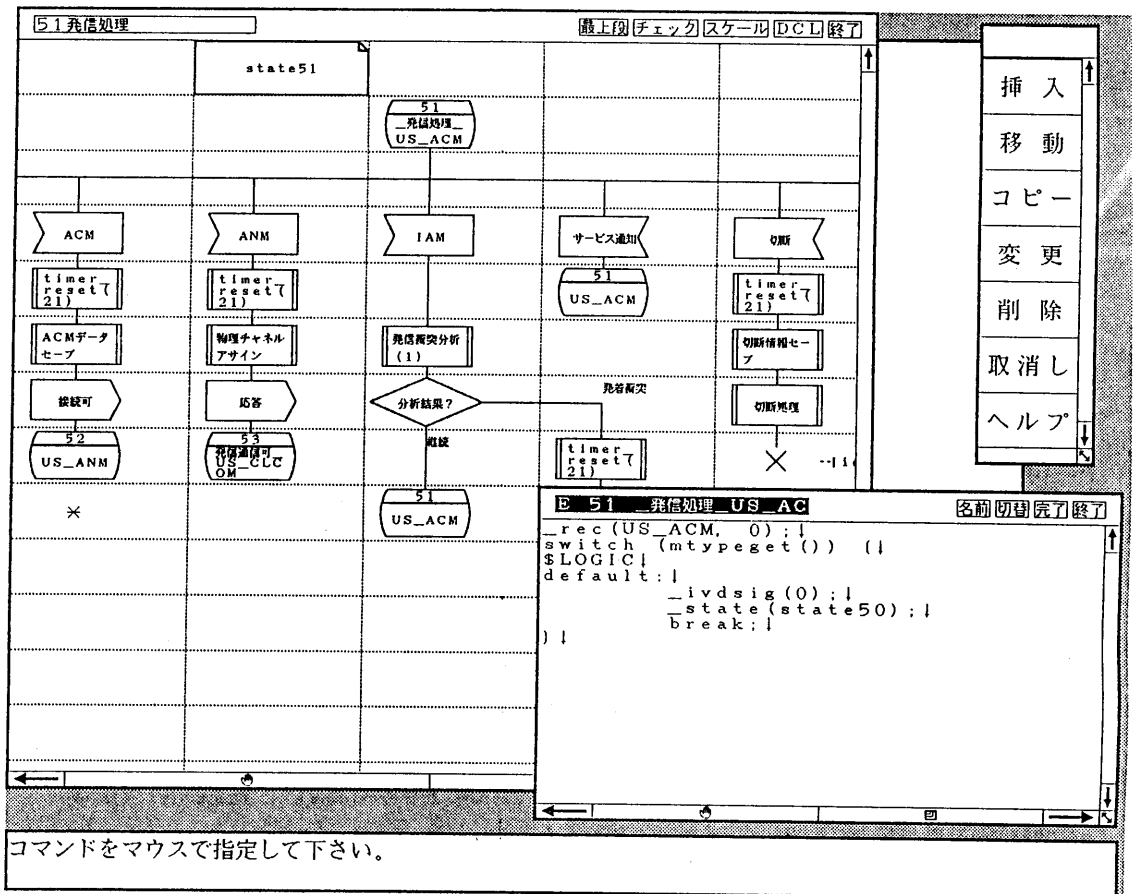 51発信処理
最上段 チェック スケール DCL 終了
state51
51
_発信処理_
US_ACM
ACM
ANM
IAM
サービス通知
切断
timer_
reset(
21)
timer_
reset(
21)
51
US_ACM
timer_
reset(
21)
ACMデータ
セーブ
物理チャネル
アサイン
発信衝突分析
(1)
切断情報セー
ブ
接続可
応答
分析結果?
発着衝突
切断処理
継続
52
US_ANM
53
発信通信可_
US_CLC
OM
timer_
reset(
21)
51
US_ACM
E 51 _発信処理_US_AC
名前 切替 完了 終了
_rec(US_ACM, 0);↓
switch (mtypeget()) {↓
$LOGIC↓
default:↓
_ivdsig(0);↓
_state(state50);↓
break;↓
}↓
挿入
移動
コピー
変更
削除
取消し
ヘルプ
コマンドをマウスで指定して下さい。